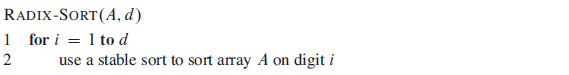 RADIX-SORT(A, d)
1 for i = 1 to d
2 use a stable sort to sort array A on digit i